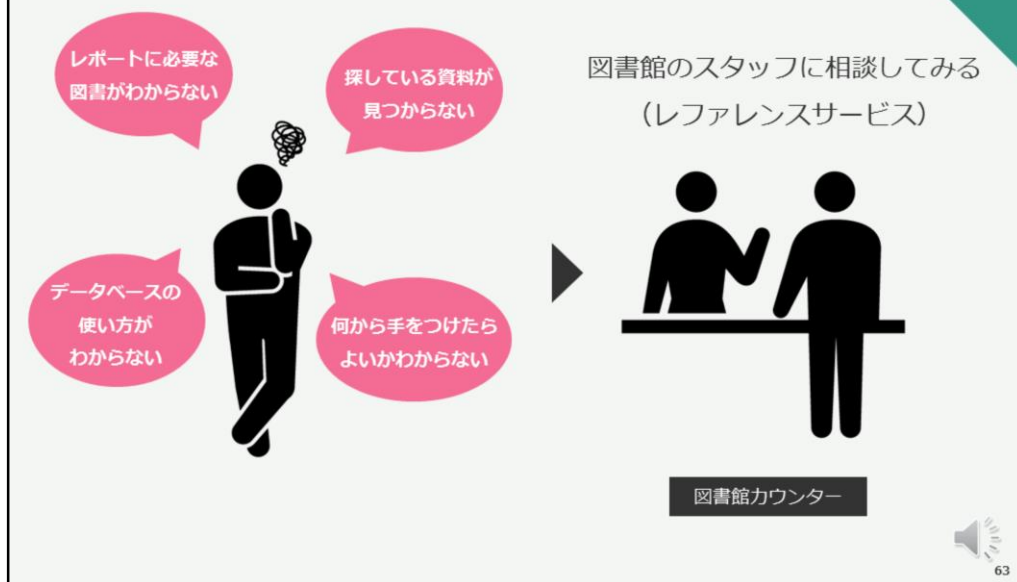 レポートに必要な
図書がわからない
探している資料が
見つからない
データベースの
使い方が
わからない
何から手をつけたら
よいかわからない
図書館のスタッフに相談してみる
（レファレンスサービス）
図書館カウンター
63